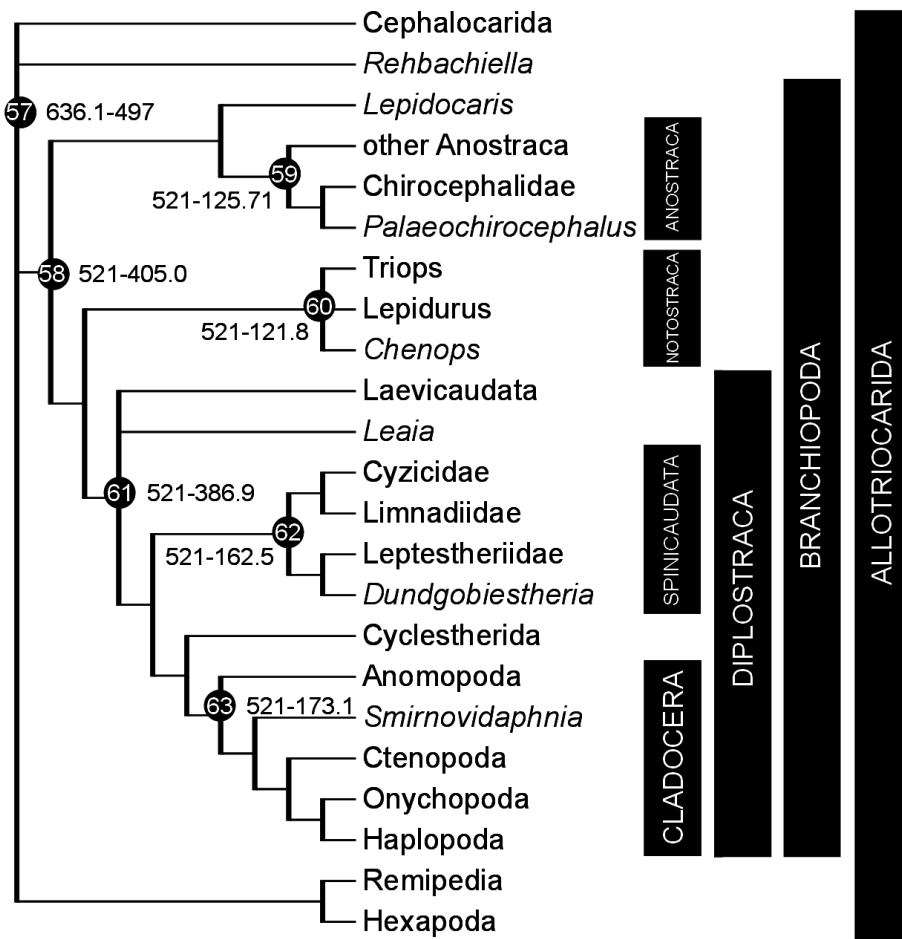 Cephalocarida
Rehbachiella
57 636.1-497
Lepidocaris
other Anostraca
59
521-125.71
Chirocephalidae
Palaeochirocephalus
ANOSTRACA
58 521-405.0
Triops
60 Lepidurus
521-121.8
Chenops
NOTOSTRACA
Laevicaudata
Leaia
61 521-386.9
Cyzicidae
Limnadiidae
62
521-162.5
Leptestheriidae
Dundgobiestheria
SPINICAUDATA
Cyclestherida
Anomopoda
63 521-173.1
Smirnovidaphnia
Ctenopoda
Onychopoda
Haplopoda
CLADOCERA
DIPLOSTRACA
BRANCHIOPODA
ALLOTRIOCARIDA
Remipedia
Hexapoda